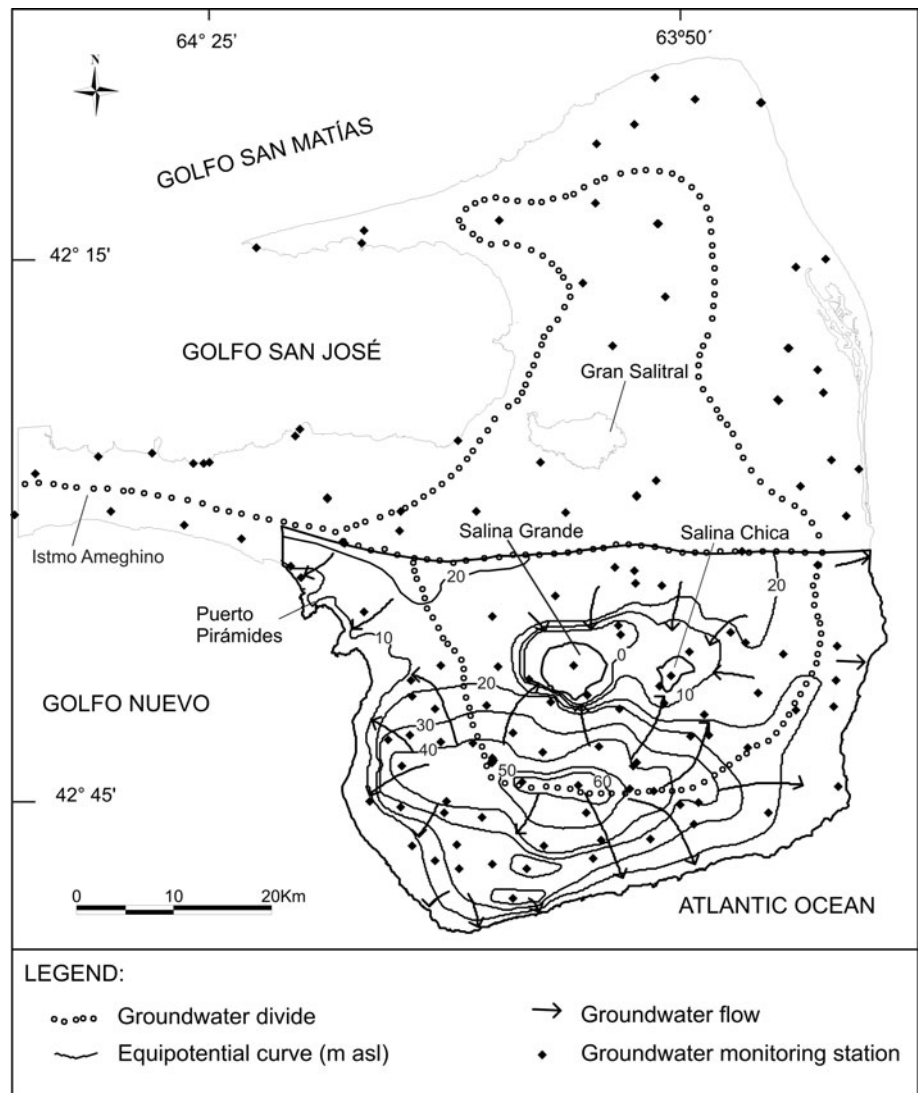 64° 25'
63° 50´
N
GOLFO SAN MATÍAS
42° 15'
GOLFO SAN JOSÉ
Gran Salitral
Salina Grande
Salina Chica
Istmo Ameghino
20
20
Puerto
Pirámides
10
0
10
GOLFO NUEVO
20
30
40
50
60
42° 45'
0 10 20Km
ATLANTIC OCEAN
LEGEND:
Groundwater divide
Groundwater flow
Equipotential curve (m asl)
Groundwater monitoring station